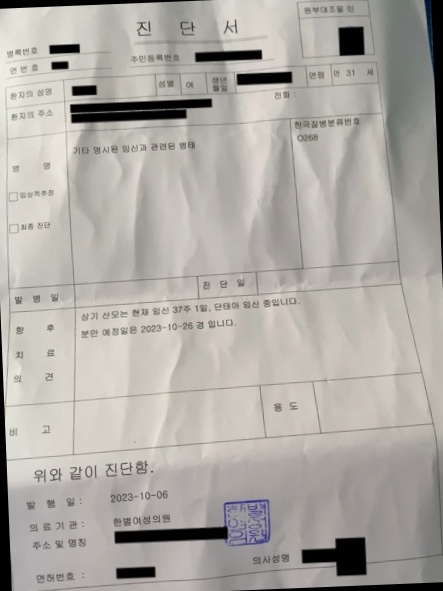 진 단 서
원부대조필 인
병록번호
연 번 호
주민등록번호
환자의 성명
성별 여
생년월일
연령 만 31 세
환자의 주소
전화 :
병 명
기타 명시된 임신과 관련된 병태
한국질병분류번호
O268
임상적추정
최종 진단
발 병 일
진 단 일
향 후 치 료 의 견
상기 산모는 현재 임신 37주 1일, 단태아 임신 중입니다.
분만 예정일은 2023-10-26 경 입니다.
비 고
용 도
위와 같이 진단함.
발 행 일 : 2023-10-06
의 료 기 관 : 한별여성의원
주소 및 명칭
면허번호 :
의사성명